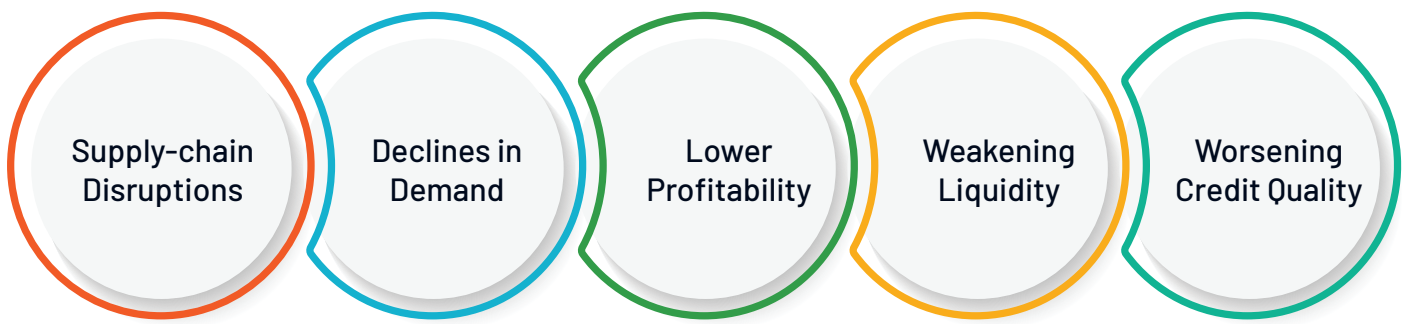 Supply-chain
Disruptions
Declines in
Demand
Lower
Profitability
Weakening
Liquidity
Worsening
Credit Quality